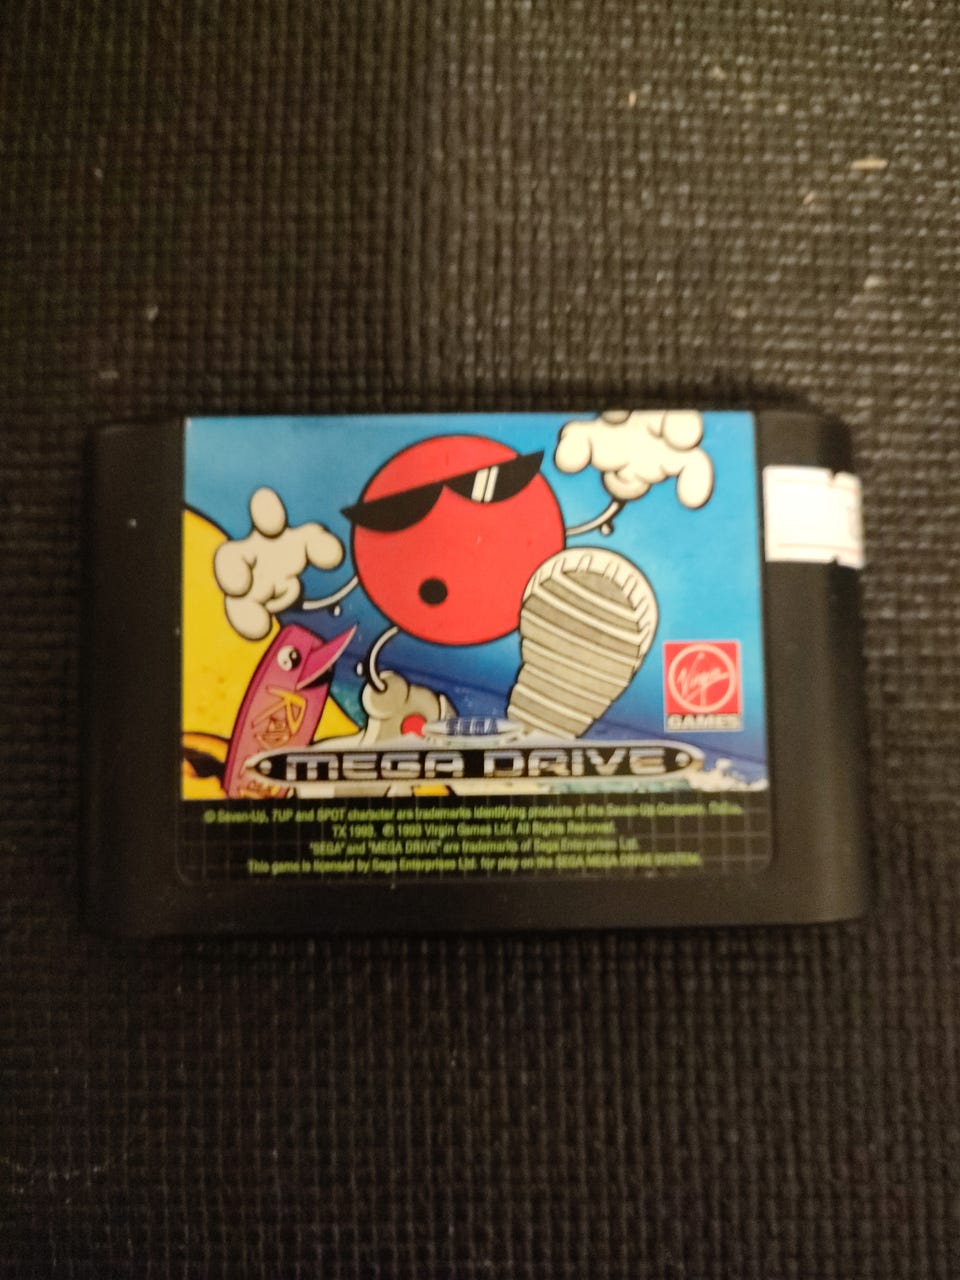 Virgin
GAMES
SEGA
MEGA DRIVE
© Seven-Up, 7UP and SPOT character are trademarks identifying products of the Seven-Up Company, Dallas,
TX 1993. © 1993 Virgin Games Ltd. All Rights Reserved.
"SEGA" and "MEGA DRIVE" are trademarks of Sega Enterprises Ltd.
This game is licensed by Sega Enterprises Ltd. for play on the SEGA MEGA DRIVE SYSTEM.